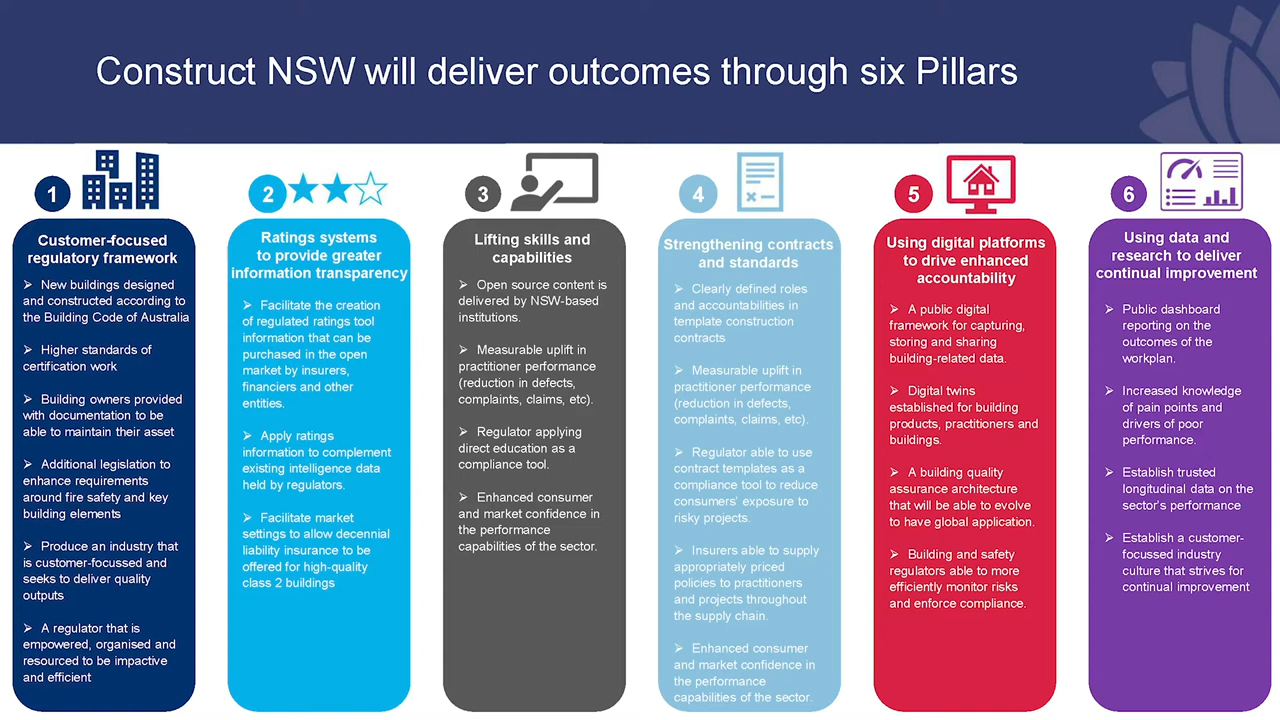 Construct NSW will deliver outcomes through six Pillars
1
Customer-focused
regulatory framework
➢ New buildings designed
and constructed according to
the Building Code of Australia
➢ Higher standards of
certification work
➢ Building owners provided
with documentation to be
able to maintain their asset
➢ Additional legislation to
enhance requirements
around fire safety and key
building elements
➢ Produce an industry that
is customer-focussed and
seeks to deliver quality
outputs
➢ A regulator that is
empowered, organised and
resourced to be impactive
and efficient
2
Ratings systems
to provide greater
information transparency
➢ Facilitate the creation
of regulated ratings tool
information that can be
purchased in the open
market by insurers,
financiers and other
entities.
➢ Apply ratings
information to complement
existing intelligence data
held by regulators.
➢ Facilitate market
settings to allow decennial
liability insurance to be
offered for high-quality
class 2 buildings
3
Lifting skills and
capabilities
➢ Open source content is
delivered by NSW-based
institutions.
➢ Measurable uplift in
practitioner performance
(reduction in defects,
complaints, claims, etc).
➢ Regulator applying
direct education as a
compliance tool.
➢ Enhanced consumer
and market confidence in
the performance
capabilities of the sector.
4
Strengthening contracts
and standards
➢ Clearly defined roles
and accountabilities in
template construction
contracts
➢ Measurable uplift in
practitioner performance
(reduction in defects,
complaints, claims, etc).
➢ Regulator able to use
contract templates as a
compliance tool to reduce
consumers' exposure to
risky projects.
➢ Insurers able to supply
appropriately priced
policies to practitioners
and projects throughout
the supply chain.
➢ Enhanced consumer
and market confidence in
the performance
capabilities of the sector.
5
Using digital platforms
to drive enhanced
accountability
➢ A public digital
framework for capturing,
storing and sharing
building-related data.
➢ Digital twins
established for building
products, practitioners and
buildings.
➢ A building quality
assurance architecture
that will be able to evolve
to have global application.
➢ Building and safety
regulators able to more
efficiently monitor risks
and enforce compliance.
6
Using data and
research to deliver
continual improvement
➢ Public dashboard
reporting on the
outcomes of the
workplan.
➢ Increased knowledge
of pain points and
drivers of poor
performance.
➢ Establish trusted
longitudinal data on the
sector's performance
➢ Establish a customer-
focussed industry
culture that strives for
continual improvement